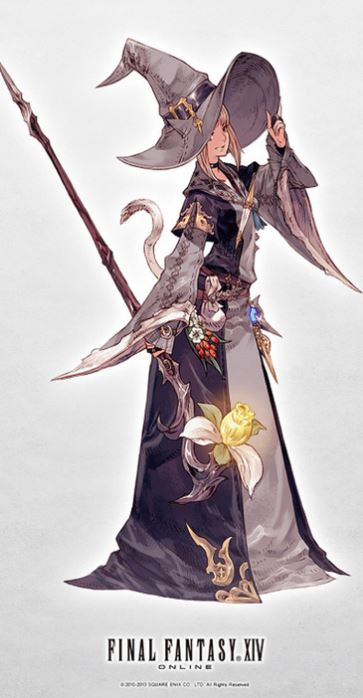 FINAL FANTASY® XIV
ONLINE
© 2010-2013 SQUARE ENIX CO., LTD. All Rights Reserved.